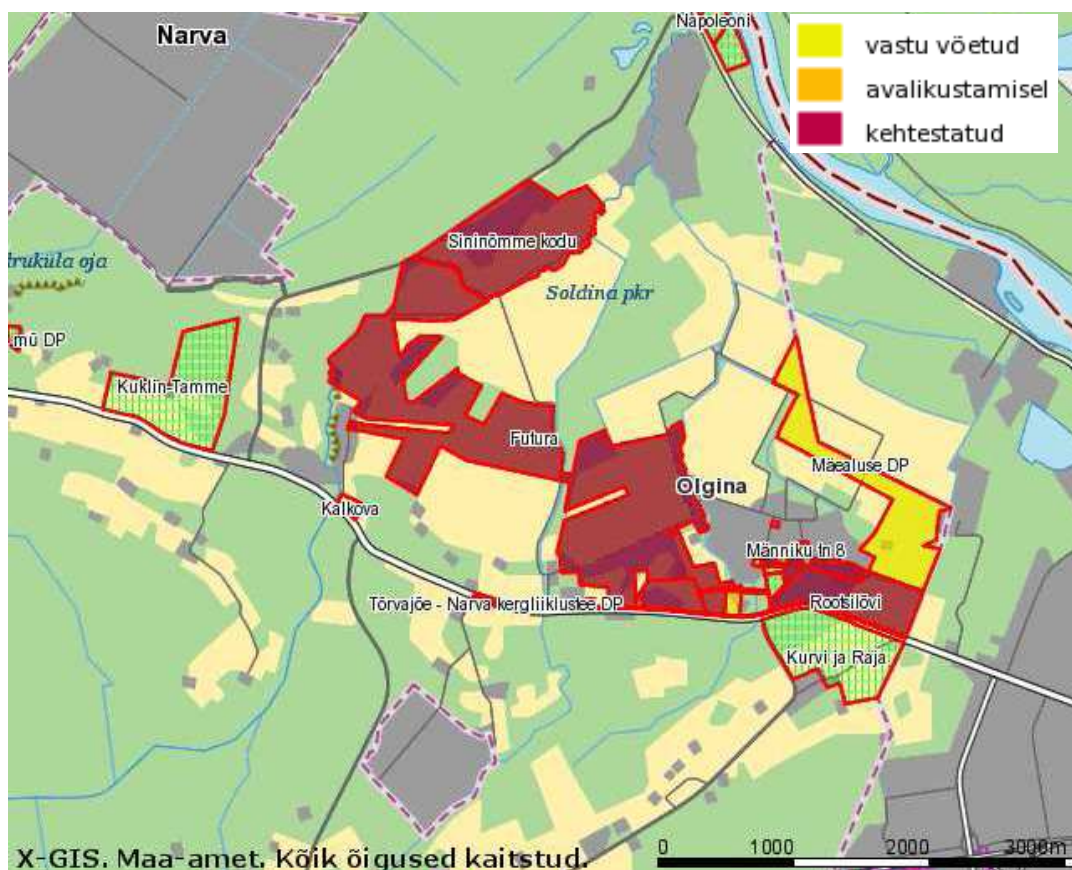 Napoleoni
Narva
vastu võetud
avalikustamisel
kehtestatud
Sininõmme kodu
oja
Soldina pkr
mü DP
Kuklin-Tamme
Futura
Mäealuse DP
Olgina
Kalkova
Männiku tn 8
Tõrvajõe - Narva kergliiklustee DP
Rootsilövi
Kurvi ja Raja
X-GIS. Maa-amet. Kõik õigused kaitstud.
0 1000 2000 3000m